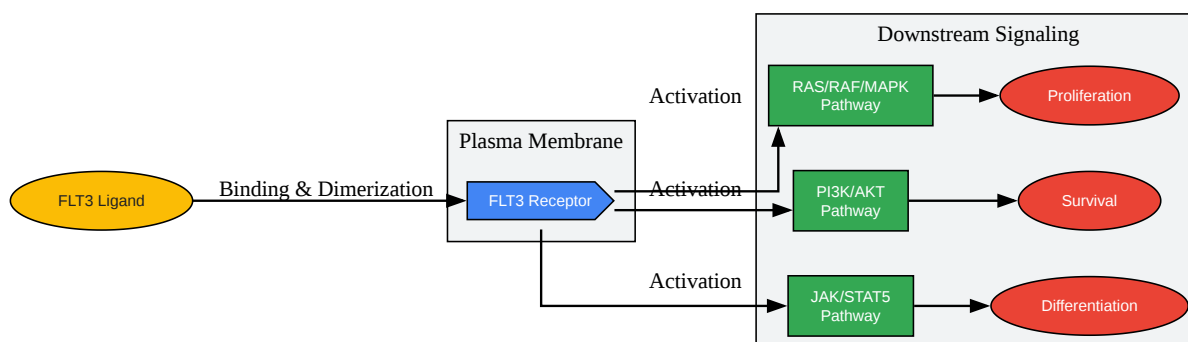 Downstream Signaling
Activation
RAS/RAF/MAPK
Pathway
Proliferation
Plasma Membrane
FLT3 Ligand
Binding & Dimerization
FLT3 Receptor
Activation
PI3K/AKT
Pathway
Survival
Activation
JAK/STAT5
Pathway
Differentiation